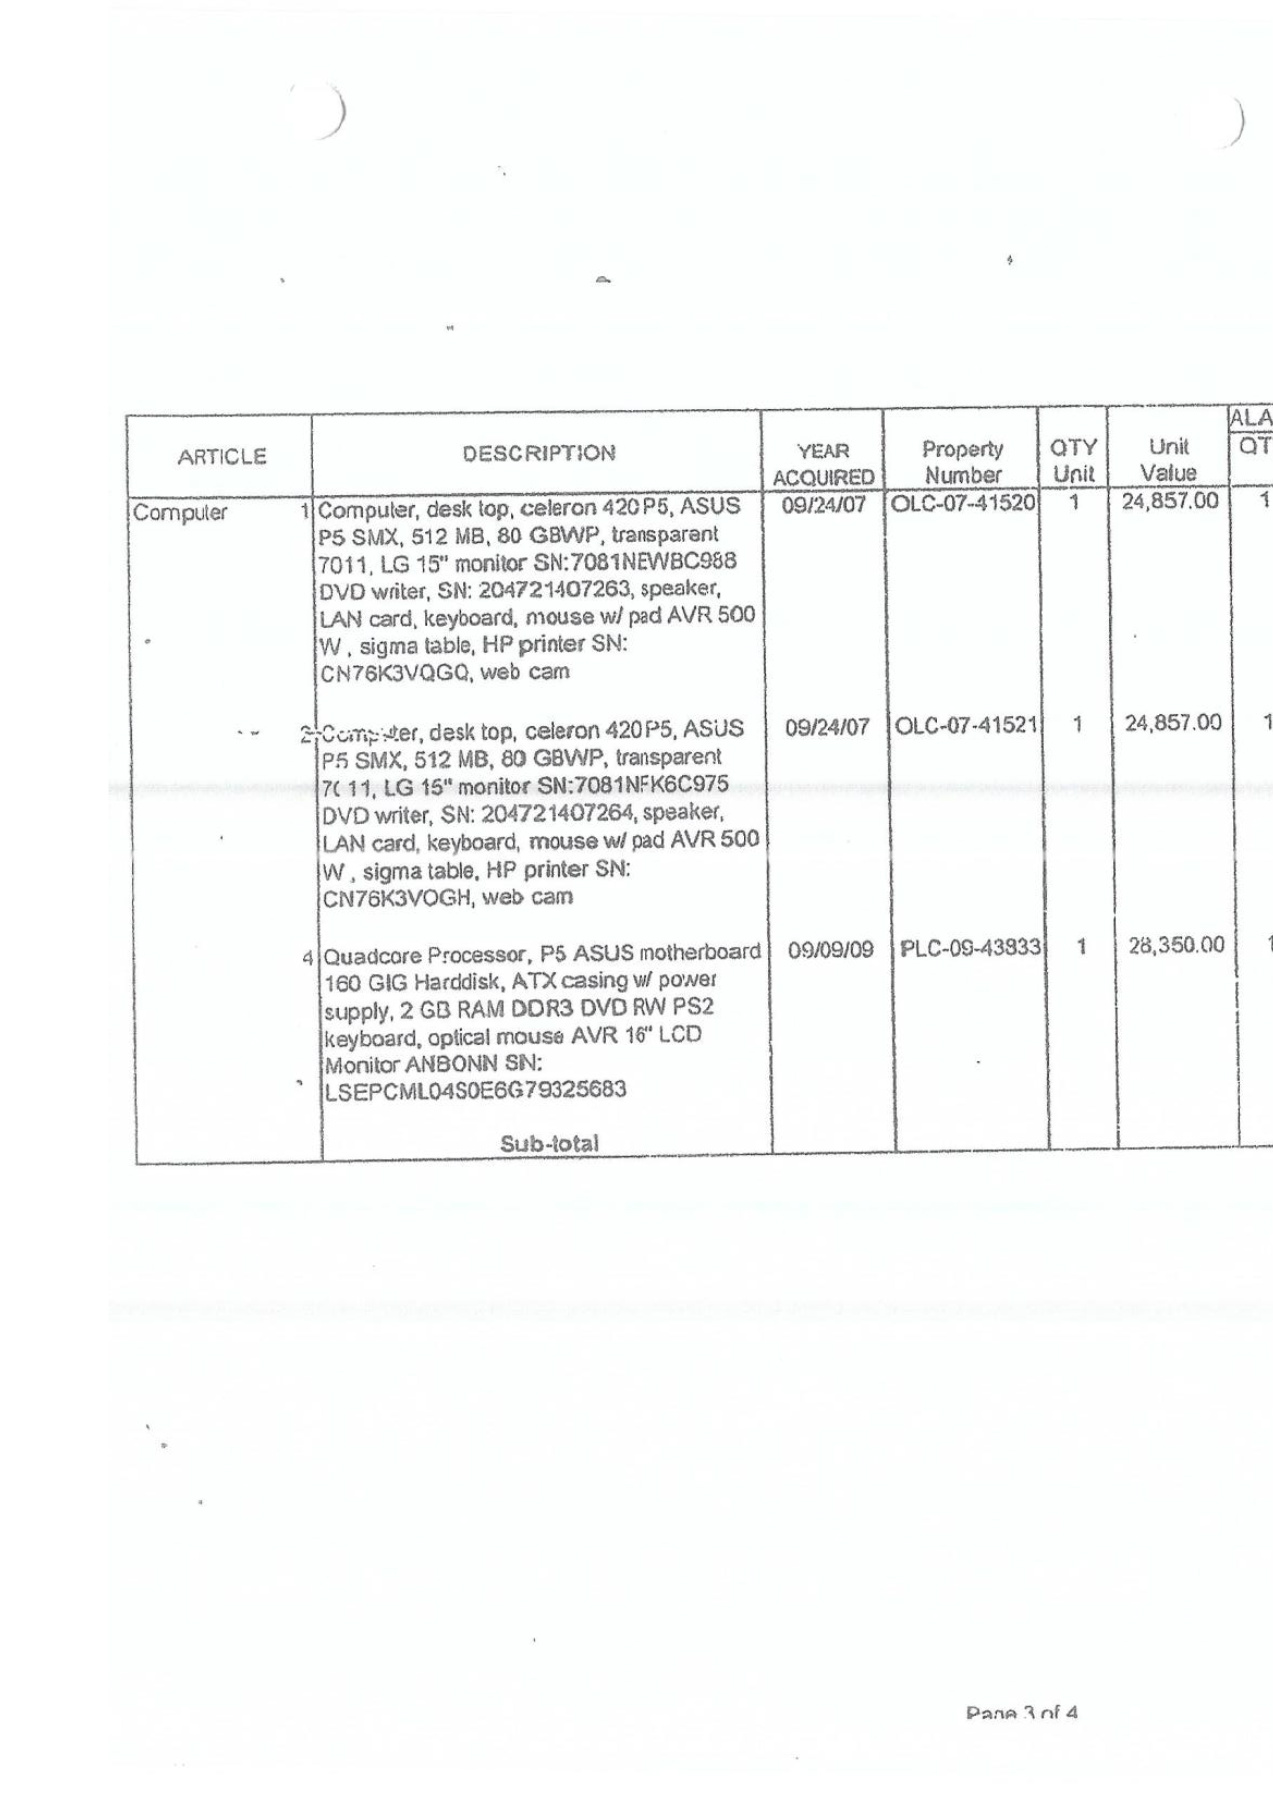 ARTICLE DESCRIPTION YEAR ACQUIRED Property Number QTY Unit Unit Value ALA QT
Computer 1 Computer, desk top, celeron 420 P5, ASUS 09/24/07 OLC-07-41520 1 24,857.00 1
P5 SMX, 512 MB, 80 GBWP, transparent
7011, LG 15" monitor SN:7081NEWBC988
DVD writer, SN: 204721407263, speaker,
LAN card, keyboard, mouse w/ pad AVR 500
W , sigma table, HP printer SN:
CN76K3VQGQ, web cam
2 Computer, desk top, celeron 420 P5, ASUS 09/24/07 OLC-07-41521 1 24,857.00 1
P5 SMX, 512 MB, 80 GBWP, transparent
7011, LG 15" monitor SN:7081NFK6C975
DVD writer, SN: 204721407264, speaker,
LAN card, keyboard, mouse w/ pad AVR 500
W , sigma table, HP printer SN:
CN76K3VOGH, web cam
4 Quadcore Processor, P5 ASUS motherboard 09/09/09 PLC-09-43833 1 28,350.00 1
160 GIG Harddisk, ATX casing w/ power
supply, 2 GB RAM DDR3 DVD RW PS2
keyboard, optical mouse AVR 16" LCD
Monitor ANBONN SN:
LSEPCML04S0E6G79325683
Sub-total
Page 3 of 4